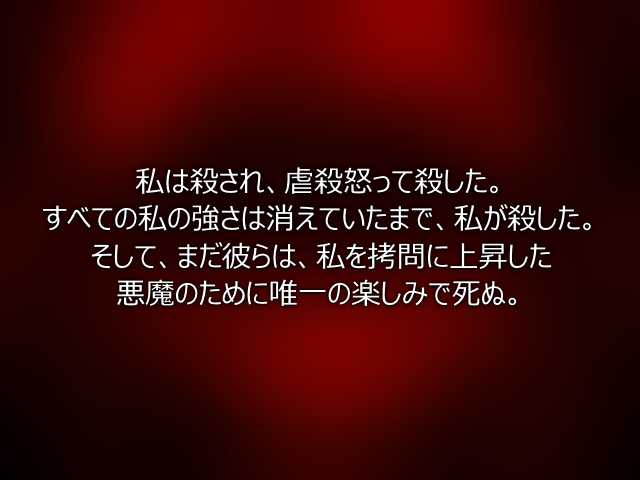 私は殺され、虐殺怒って殺した。
すべての私の強さは消えていたまで、私が殺した。
そして、まだ彼らは、私を拷問に上昇した
悪魔のために唯一の楽しみで死ぬ。